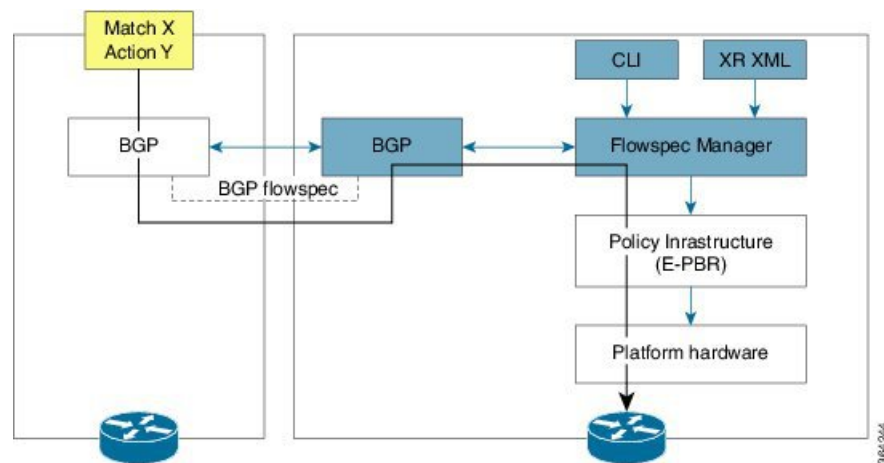 Match X
Action Y
CLI
XR XML
BGP
BGP
Flowspec Manager
BGP flowspec
Policy Inrastructure
(E-PBR)
Platform hardware